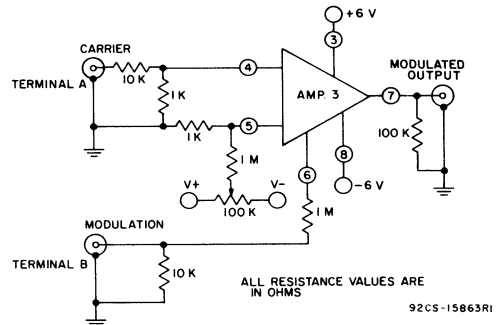 +6 V
3
CARRIER
MODULATED
OUTPUT
10 K
4
TERMINAL A
AMP. 3
7
1 K
1 K
5
100 K
8
6
1 M
-6 V
V+
V-
100 K
1 M
MODULATION
TERMINAL B
10 K
ALL RESISTANCE VALUES ARE
IN OHMS
92CS-15863R1